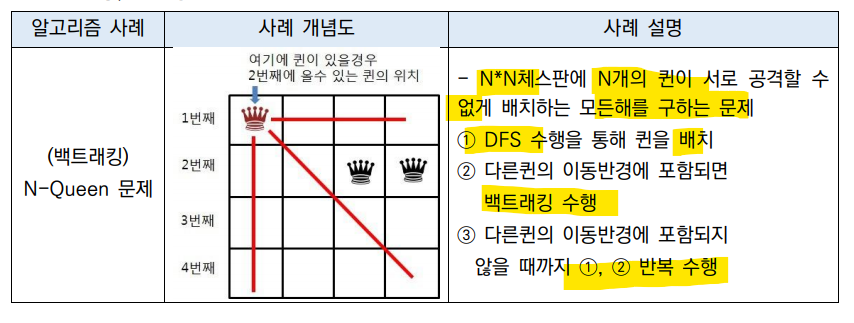 알고리즘 사례
사례 개념도
사례 설명
(백트래킹)
N-Queen 문제
여기에 퀸이 있을경우
2번째에 올수 있는 퀸의 위치
1번째
2번째
3번째
4번째
- N*N체스판에 N개의 퀸이 서로 공격할 수
없게 배치하는 모든해를 구하는 문제
① DFS 수행을 통해 퀸을 배치
② 다른퀸의 이동반경에 포함되면
백트래킹 수행
③ 다른퀸의 이동반경에 포함되지
않을 때까지 ①, ② 반복 수행